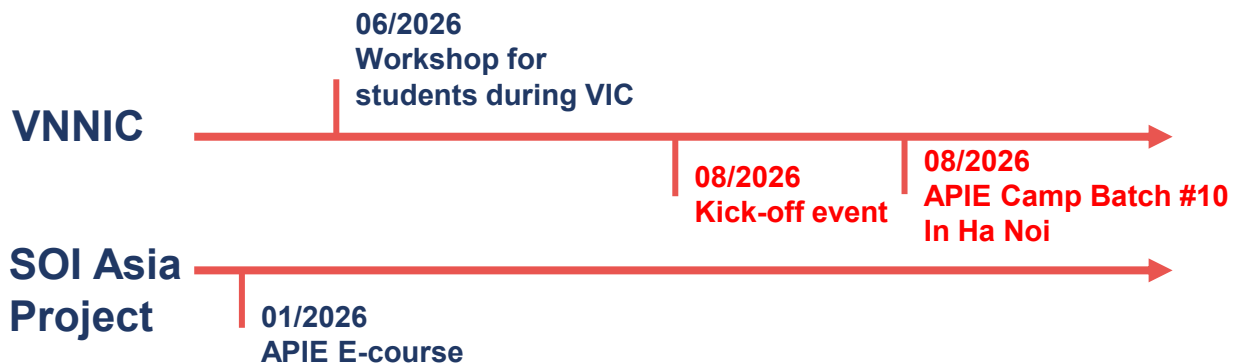 06/2026
Workshop for
students during VIC
VNNIC
08/2026
Kick-off event
08/2026
APIE Camp Batch #10
In Ha Noi
SOI Asia
Project
01/2026
APIE E-course